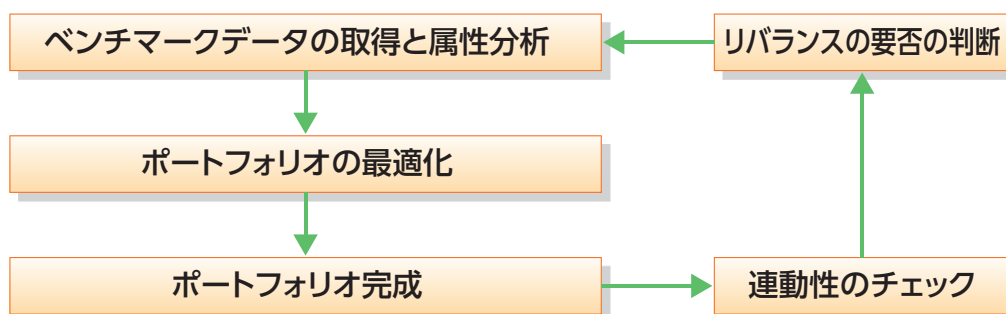 ベンチマークデータの取得と属性分析
リバランスの要否の判断
ポートフォリオの最適化
ポートフォリオ完成
連動性のチェック